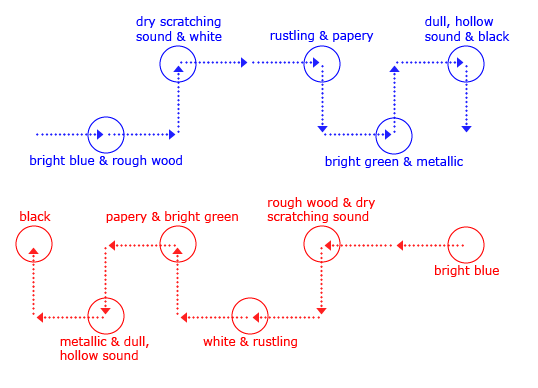 dry scratching
sound & white
rustling & papery
dull, hollow
sound & black
bright blue & rough wood
bright green & metallic
black
papery & bright green
rough wood & dry
scratching sound
bright blue
metallic & dull,
hollow sound
white & rustling